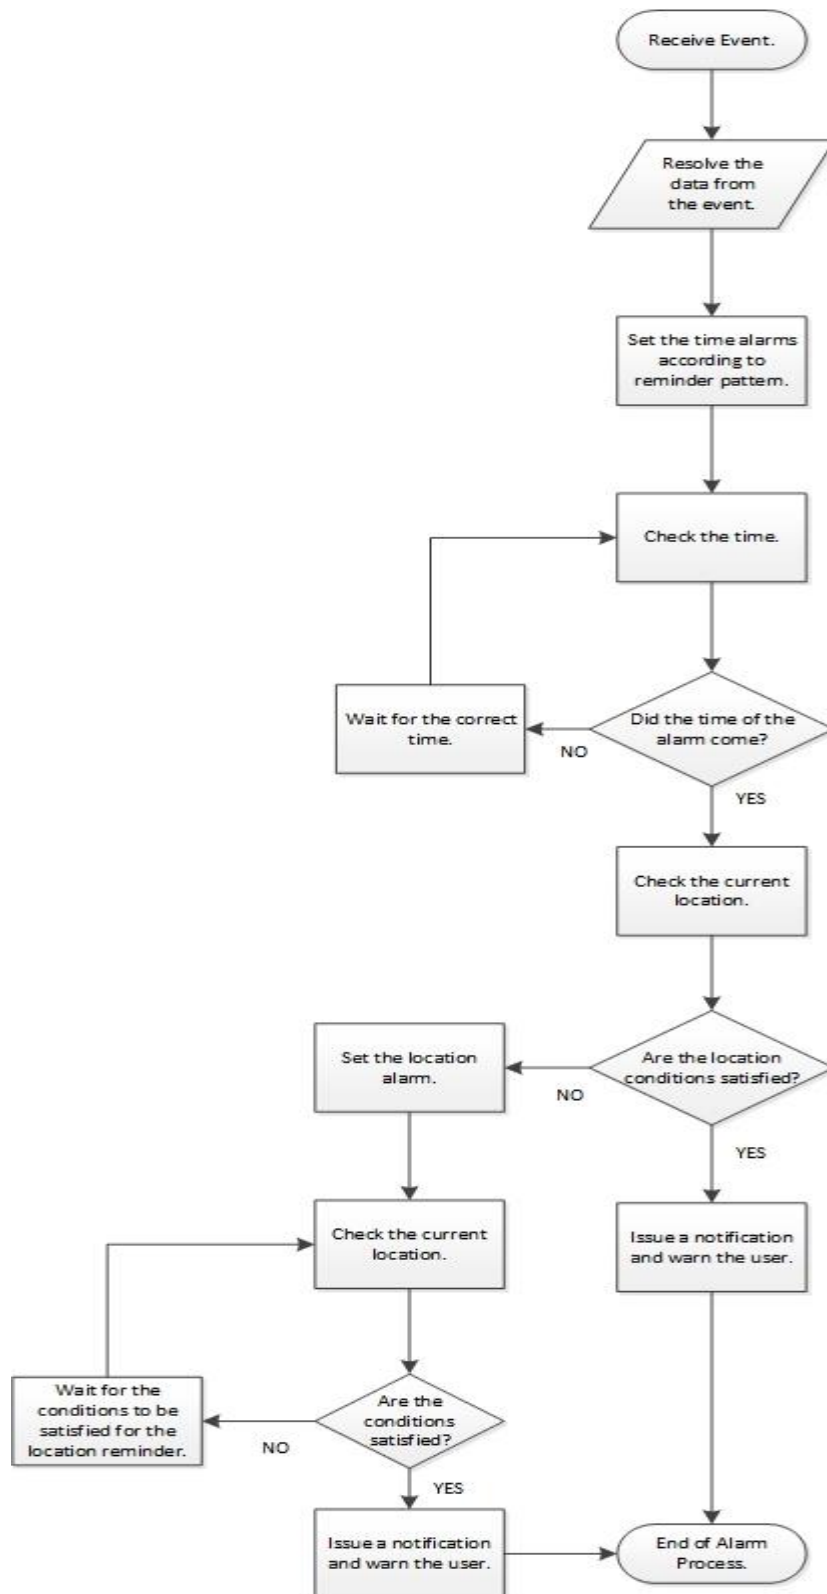 Receive Event.
Resolve the
data from
the event.
Set the time alarms
according to
reminder pattern.
Check the time.
Wait for the correct
time.
NO
Did the time of the
alarm come?
YES
Check the current
location.
Set the location
alarm.
NO
Are the location
conditions satisfied?
YES
Check the current
location.
Issue a notification
and warn the user.
Wait for the
conditions to be
satisfied for the
location reminder.
NO
Are the
conditions
satisfied?
YES
Issue a notification
and warn the user.
End of Alarm
Process.